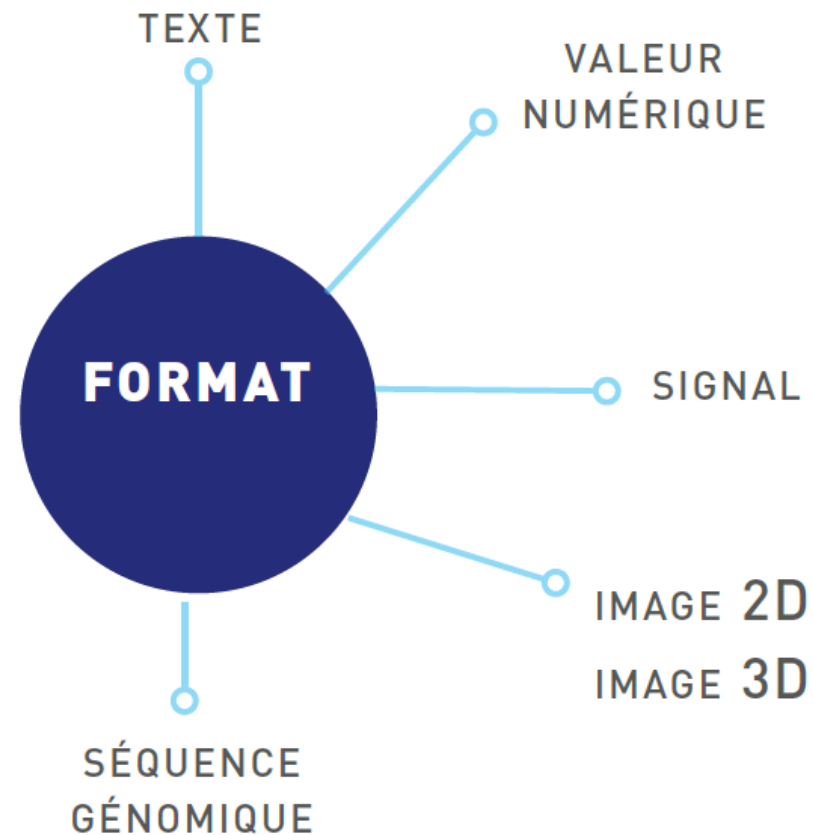 TEXTE
VALEUR
NUMÉRIQUE
FORMAT
SIGNAL
IMAGE 2D
IMAGE 3D
SÉQUENCE
GÉNOMIQUE